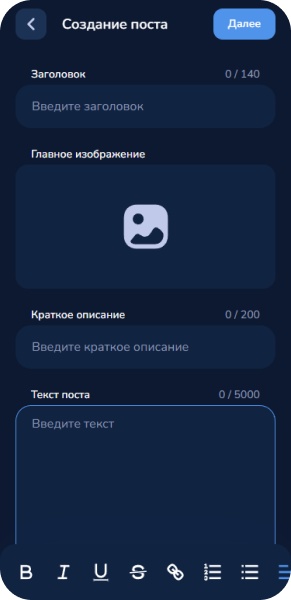 Создание поста
Далее
Заголовок 0 / 140
Введите заголовок
Главное изображение
Краткое описание 0 / 200
Введите краткое описание
Текст поста 0 / 5000
Введите текст
B I U S